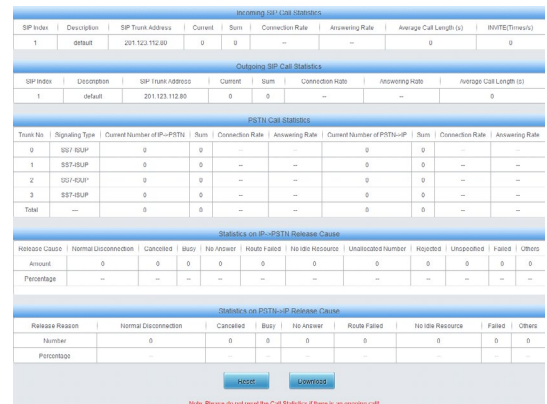 Incoming SIP Call Statistics
SIP Index Description SIP Trunk Address Current Sum Connection Rate Answering Rate Average Call Length (s) INVITE(Times/s)
1 default 201.123.112.80 0 0 -- -- 0 0
Outgoing SIP Call Statistics
SIP Index Description SIP Trunk Address Current Sum Connection Rate Answering Rate Average Call Length (s)
1 default 201.123.112.80 0 0 -- -- 0
PSTN Call Statistics
Trunk No Signaling Type Current Number of IP->PSTN Sum Connection Rate Answering Rate Current Number of PSTN->IP Sum Connection Rate Answering Rate
0 SS7-ISUP 0 0 -- -- 0 0 -- --
1 SS7-ISUP 0 0 -- -- 0 0 -- --
2 SS7-ISUP 0 0 -- -- 0 0 -- --
3 SS7-ISUP 0 0 -- -- 0 0 -- --
Total --- 0 0 -- -- 0 0 -- --
Statistics on IP->PSTN Release Cause
Release Cause Normal Disconnection Cancelled Busy No Answer Route Failed No Idle Resource Unallocated Number Rejected Unspecified Failed Others
Amount 0 0 0 0 0 0 0 0 0 0 0
Percentage -- -- -- -- -- -- -- -- -- -- --
Statistics on PSTN->IP Release Cause
Release Reason Normal Disconnection Cancelled Busy No Answer Route Failed No Idle Resource Failed Others
Number 0 0 0 0 0 0 0 0
Percentage -- -- -- -- -- -- -- --
Reset Download
Note: Please do not reset the Call Statistics if there is an ongoing call!